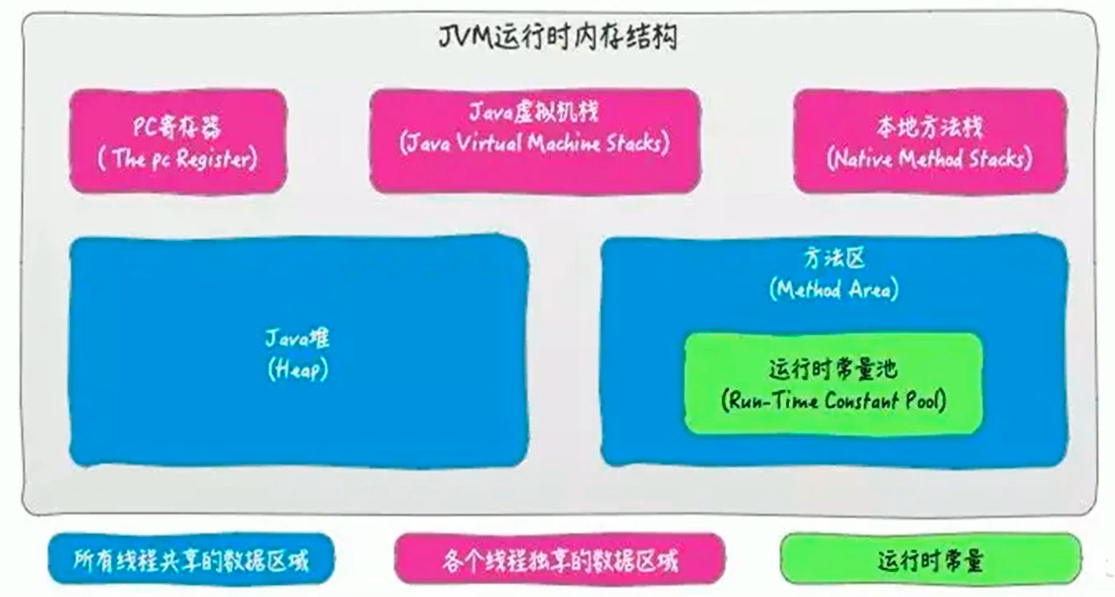 JVM运行时内存结构
PC寄存器
( The pc Register)
Java虚拟机栈
(Java Virtual Machine Stacks)
本地方法栈
(Native Method Stacks)
Java堆
(Heap)
方法区
(Method Area)
运行时常量池
(Run-Time Constant Pool)
所有线程共享的数据区域
各个线程独享的数据区域
运行时常量